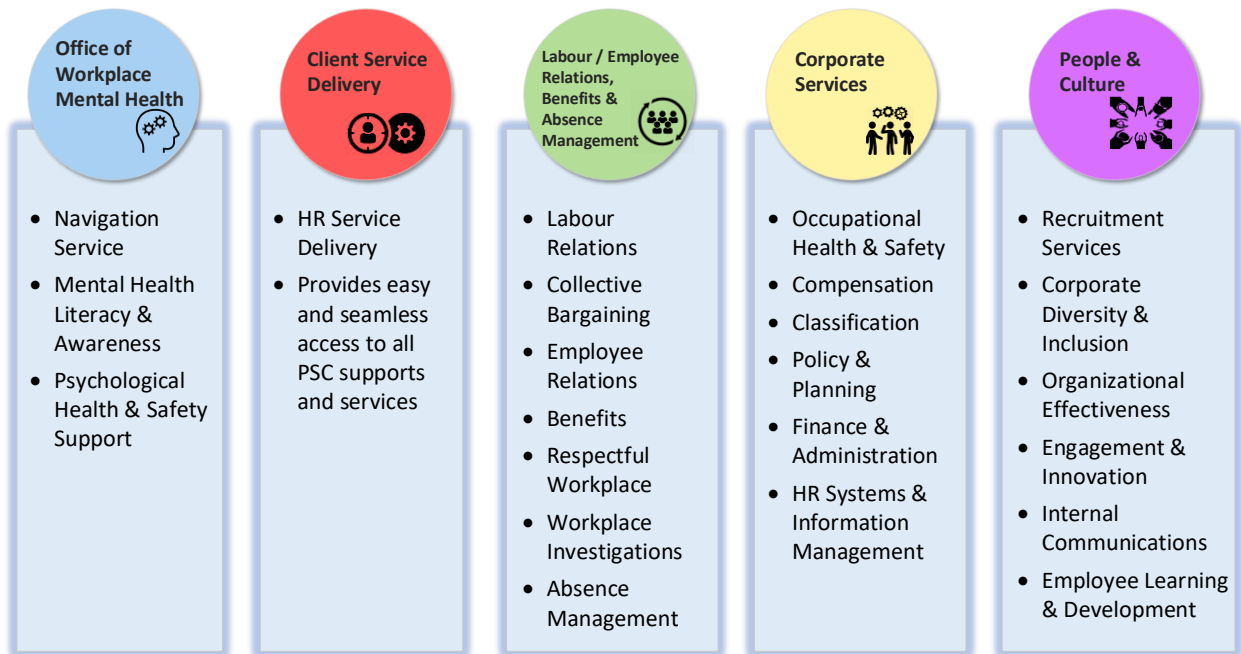 Office of
Workplace
Mental Health
• Navigation
Service
• Mental Health
Literacy &
Awareness
• Psychological
Health & Safety
Support
Client Service
Delivery
• HR Service
Delivery
• Provides easy
and seamless
access to all
PSC supports
and services
Labour / Employee
Relations,
Benefits &
Absence
Management
• Labour
Relations
• Collective
Bargaining
• Employee
Relations
• Benefits
• Respectful
Workplace
• Workplace
Investigations
• Absence
Management
Corporate
Services
• Occupational
Health & Safety
• Compensation
• Classification
• Policy &
Planning
• Finance &
Administration
• HR Systems &
Information
Management
People &
Culture
• Recruitment
Services
• Corporate
Diversity &
Inclusion
• Organizational
Effectiveness
• Engagement &
Innovation
• Internal
Communications
• Employee Learning
& Development